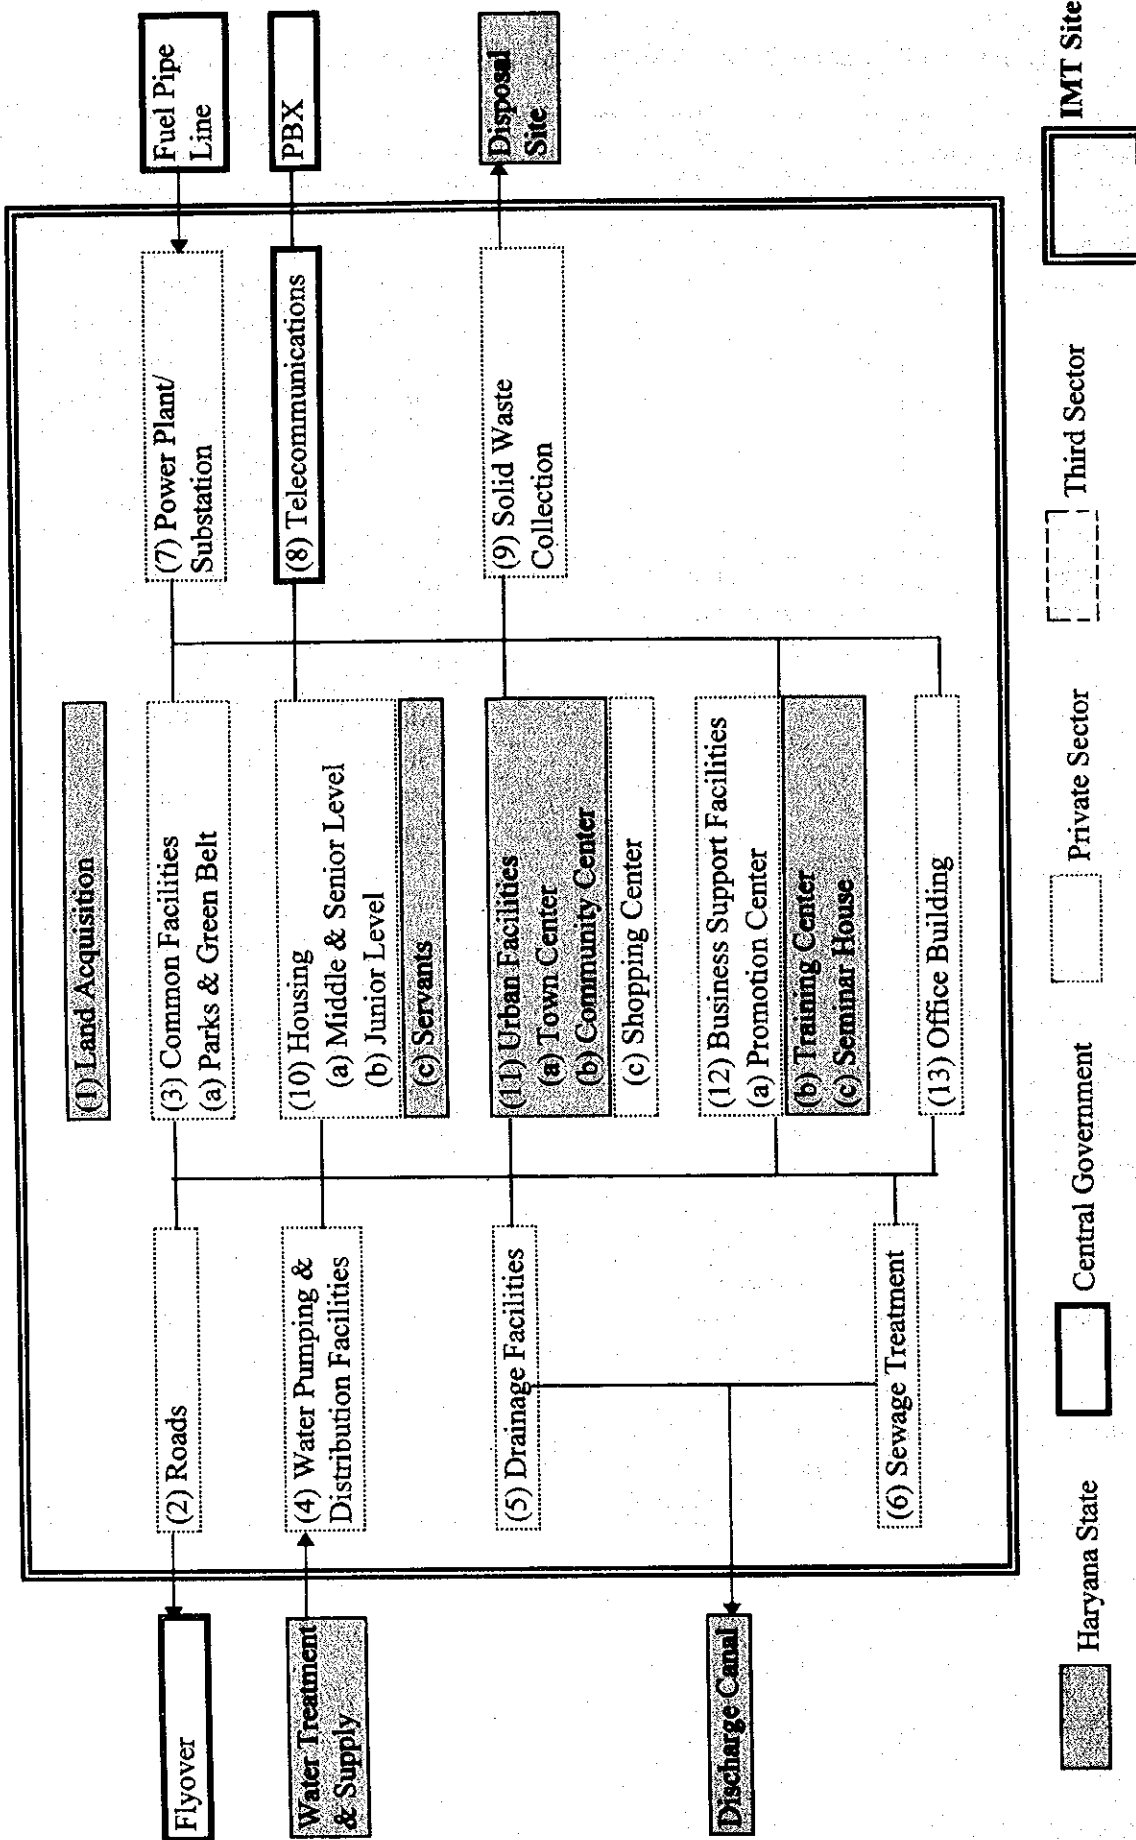 (1) Land Acquisition
Flyover
(2) Roads
(3) Common Facilities
(a) Parks & Green Belt
(7) Power Plant/
Substation
Fuel Pipe
Line
Water Treatment
& Supply
(4) Water Pumping &
Distribution Facilities
(10) Housing
(a) Middle & Senior Level
(b) Junior Level
(c) Servants
(8) Telecommunications
PBX
(5) Drainage Facilities
(11) Urban Facilities
(a) Town Center
(b) Community Center
(c) Shopping Center
(9) Solid Waste
Collection
Disposal
Site
Discharge Canal
(12) Business Support Facilities
(a) Promotion Center
(b) Training Center
(c) Seminar House
(6) Sewage Treatment
(13) Office Building
Haryana State
Central Government
Private Sector
Third Sector
IMT Site